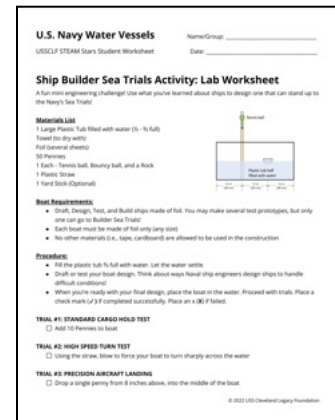 U.S. Navy Water Vessels
Name/Group:
USSCLF STEAM Stars Student Worksheet
Date:
Ship Builder Sea Trials Activity: Lab Worksheet
A fun mini engineering challenge! Use what you've learned about ships to design one that can stand up to
the Navy's Sea Trials!
Materials List
1 Large Plastic Tub filled with water (½ - ¾ full)
Towel (to dry with)
Foil (several sheets)
50 Pennies
1 Each - Tennis ball, Bouncy ball, and a Rock
1 Plastic Straw
1 Yard Stick (Optional)
Tennis ball
Plastic tub half
filled with water
Boat Requirements:
● Draft, Design, Test, and Build ships made of foil. You may make several test prototypes, but only
one can go to Builder Sea Trials!
● Each boat must be made of foil only (any size)
● No other materials (i.e., tape, cardboard) are allowed to be used in the construction
Procedure:
● Fill the plastic tub ¾ full with water. Let the water settle.
● Draft or test your boat design. Think about ways Naval ship engineers design ships to handle
difficult conditions!
● When you're ready with your final design, place the boat in the water. Proceed with trials. Place a
check mark (✓) if completed successfully. Place an x (X) if failed.
TRIAL #1: STANDARD CARGO HOLD TEST
☐ Add 10 Pennies to boat
TRIAL #2: HIGH SPEED TURN TEST
☐ Using the straw, blow to force your boat to turn sharply across the water
TRIAL #3: PRECISION AIRCRAFT LANDING
☐ Drop a single penny from 8 inches above, into the middle of the boat
© 2022 USS Cleveland Legacy Foundation